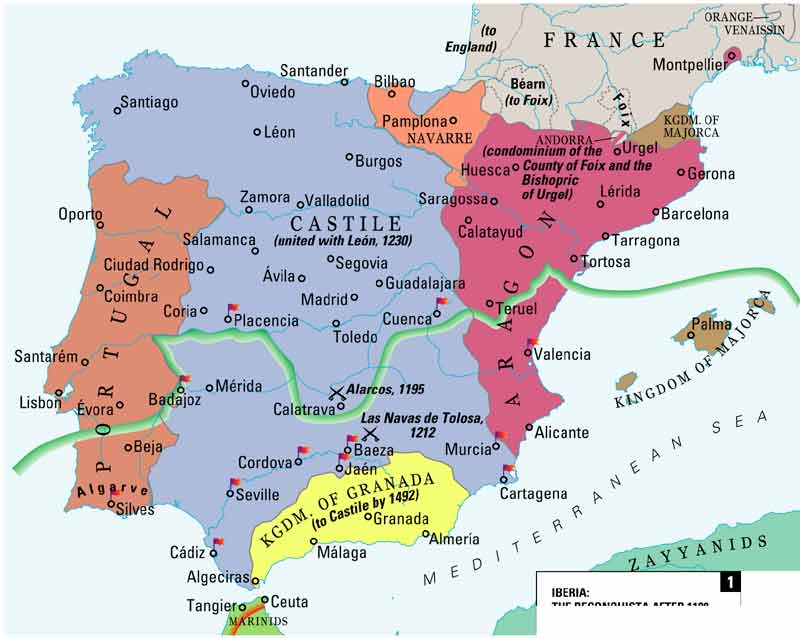 ORANGE-
VENAISSIN
(to
England)
FRANCE
Montpellier
Santander
Bilbao
Oviedo
Santiago
Béarn
(to Foix)
Foix
KGDM. OF
MAJORCA
Pamplona
NAVARRE
Léon
ANDORRA
Urgel
(condominium of the
County of Foix and the
Bishopric
of Urgel)
Burgos
Huesca
Gerona
Lérida
Zamora
Valladolid
Saragossa
Barcelona
Oporto
CASTILE
(united with León, 1230)
Calatayud
Salamanca
Tarragona
Ciudad Rodrigo
Segovia
Tortosa
Ávila
Guadalajara
Coimbra
Madrid
Coria
Placencia
Cuenca
Teruel
PORTUGAL
ARAGON
Toledo
Palma
KINGDOM OF MAJORCA
Santarém
Valencia
Lisbon
Évora
Badajoz
Mérida
Alarcos, 1195
Calatrava
Las Navas de Tolosa,
1212
Alicante
Beja
Baeza
Murcia
Cordova
Jaén
Algarve
Silves
Seville
Cartagena
KGDM. OF GRANADA
(to Castile by 1492)
Granada
MEDITERRANEAN SEA
Almería
Cádiz
Málaga
ZAYYANIDS
Algeciras
1
IBERIA:
Ceuta
Tangier
MARINIDS